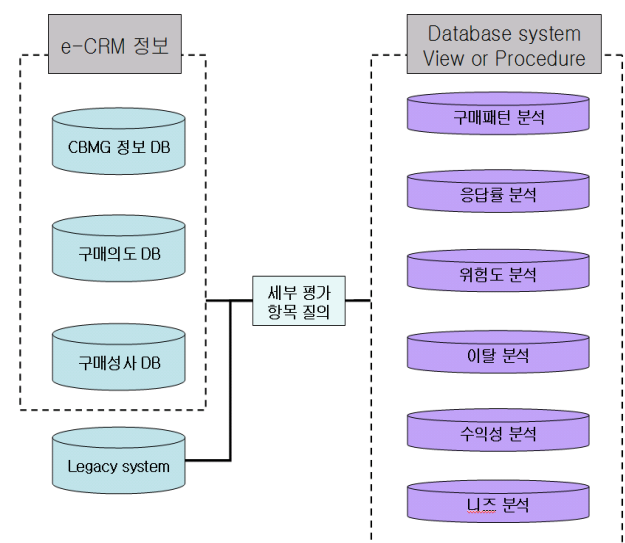 e-CRM 정보
CBMG 정보 DB
구매의도 DB
구매성사 DB
Legacy system
세부 평가
항목 질의
Database system
View or Procedure
구매패턴 분석
응답률 분석
위험도 분석
이탈 분석
수익성 분석
니즈 분석